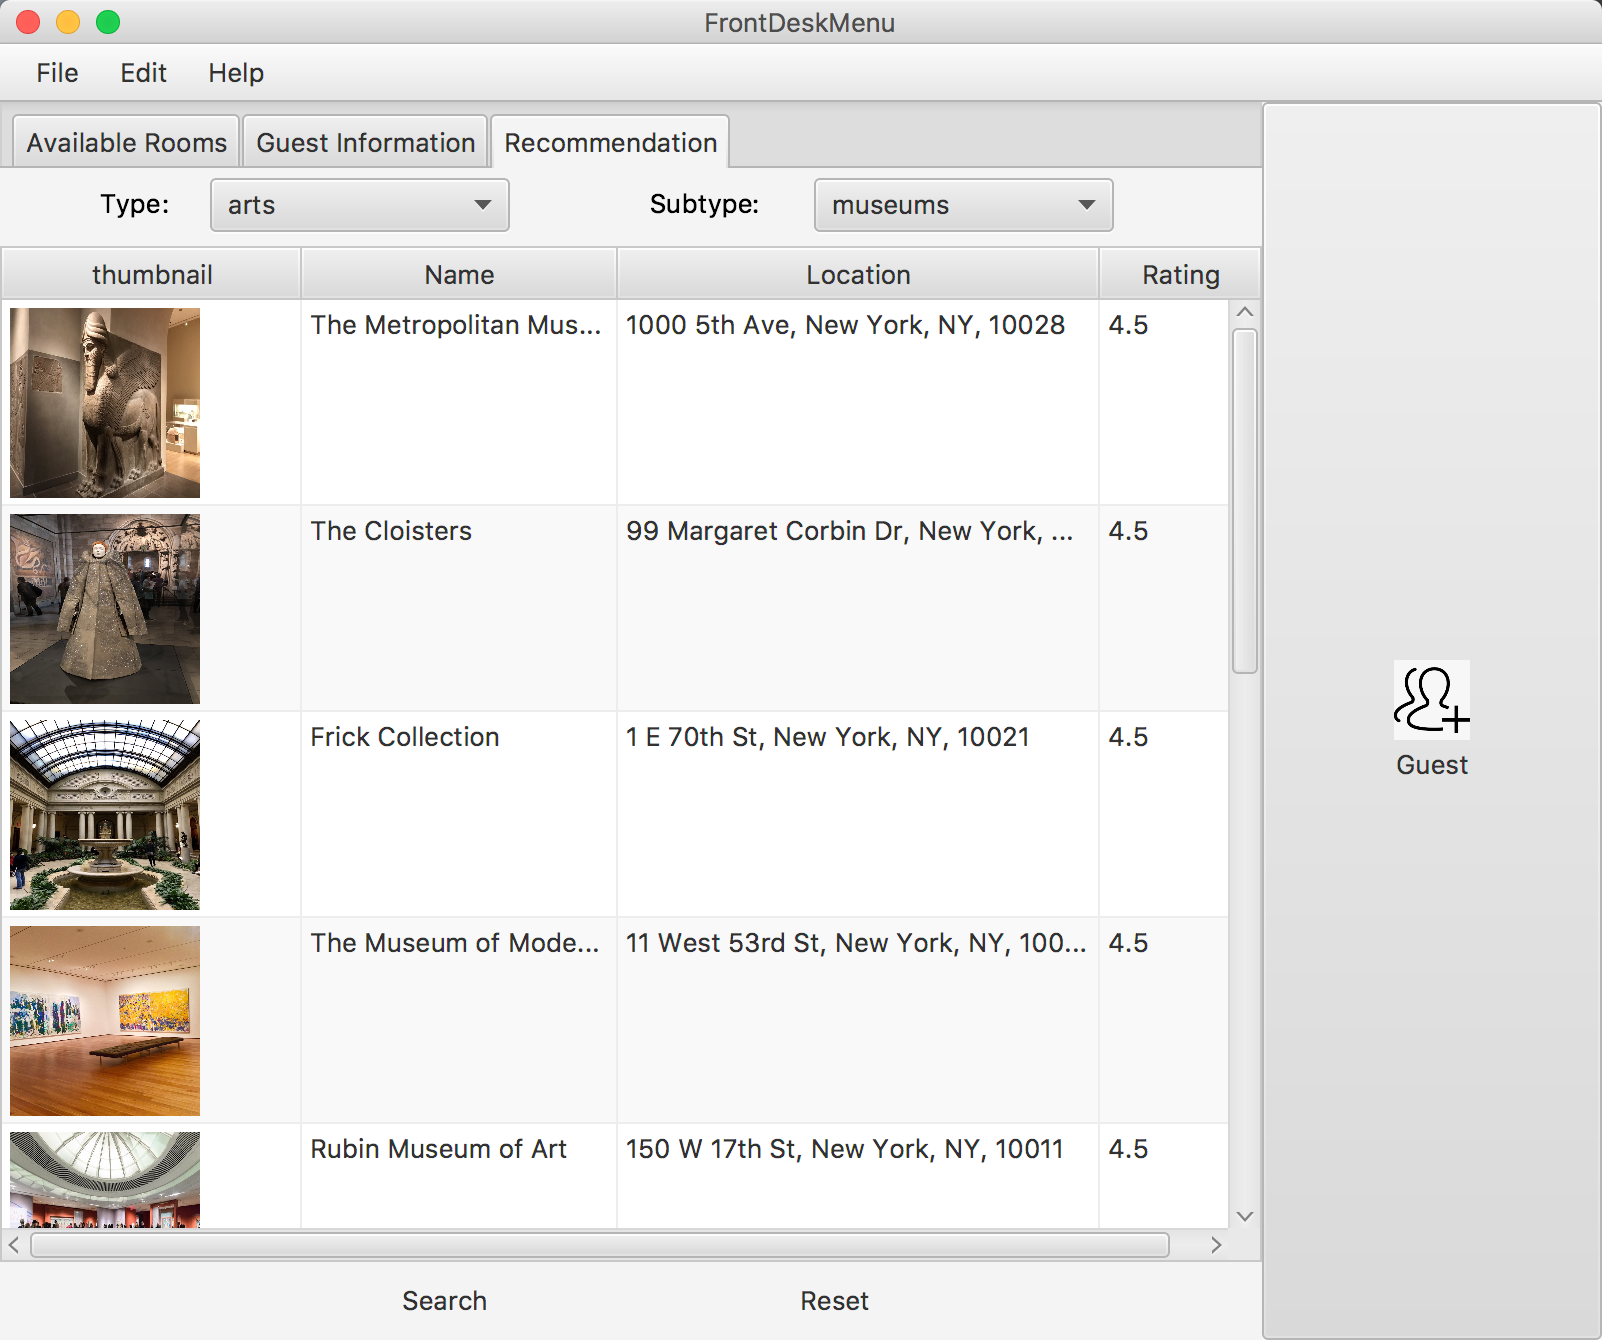 FrontDeskMenu
File Edit Help
Available Rooms Guest Information Recommendation
Type: arts Subtype: museums
thumbnail Name Location Rating
The Metropolitan Mus... 1000 5th Ave, New York, NY, 10028 4.5
The Cloisters 99 Margaret Corbin Dr, New York, ... 4.5
Frick Collection 1 E 70th St, New York, NY, 10021 4.5
Guest
The Museum of Mode... 11 West 53rd St, New York, NY, 100... 4.5
Rubin Museum of Art 150 W 17th St, New York, NY, 10011 4.5
Search Reset